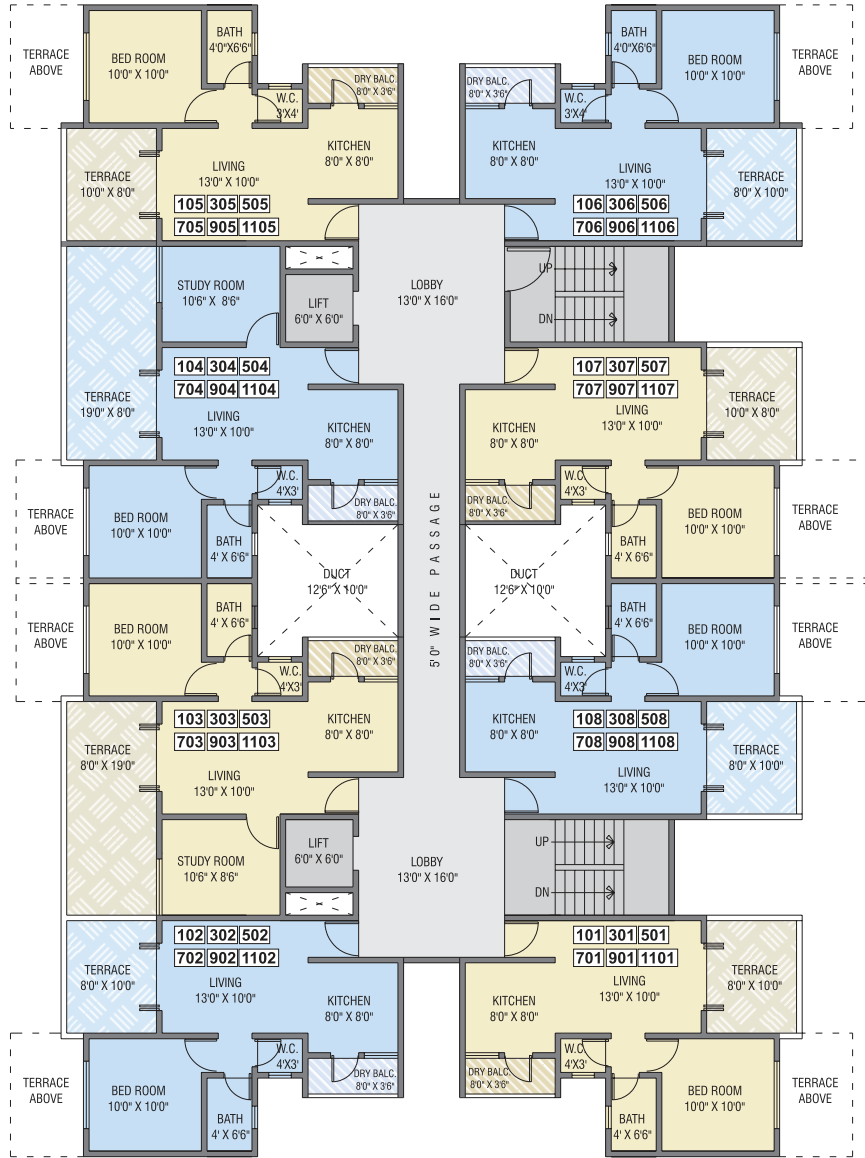 TERRACE
ABOVE
BED ROOM
10'0" X 10'0"
BATH
4'0"X6'6"
W.C.
3'X4'
DRY BALC.
8'0" X 3'6"
TERRACE
10'0" X 8'0"
LIVING
13'0" X 10'0"
KITCHEN
8'0" X 8'0"
105 305 505
705 905 1105
BATH
4'0"X6'6"
BED ROOM
10'0" X 10'0"
TERRACE
ABOVE
DRY BALC.
8'0" X 3'6"
W.C.
3'X4'
KITCHEN
8'0" X 8'0"
LIVING
13'0" X 10'0"
TERRACE
8'0" X 10'0"
106 306 506
706 906 1106
STUDY ROOM
10'6" X 8'6"
LIFT
6'0" X 6'0"
LOBBY
13'0" X 16'0"
UP
DN
TERRACE
19'0" X 8'0"
104 304 504
704 904 1104
LIVING
13'0" X 10'0"
KITCHEN
8'0" X 8'0"
107 307 507
707 907 1107
LIVING
13'0" X 10'0"
KITCHEN
8'0" X 8'0"
TERRACE
10'0" X 8'0"
TERRACE
ABOVE
BED ROOM
10'0" X 10'0"
W.C.
4'X3'
BATH
4' X 6'6"
DRY BALC.
8'0" X 3'6"
DRY BALC.
8'0" X 3'6"
W.C.
4'X3'
BATH
4' X 6'6"
BED ROOM
10'0" X 10'0"
TERRACE
ABOVE
DUCT
12'6" X 10'0"
5'0" WIDE PASSAGE
DUCT
12'6" X 10'0"
TERRACE
ABOVE
BED ROOM
10'0" X 10'0"
BATH
4' X 6'6"
W.C.
4'X3'
DRY BALC.
8'0" X 3'6"
DRY BALC.
8'0" X 3'6"
W.C.
4'X3'
BATH
4' X 6'6"
BED ROOM
10'0" X 10'0"
TERRACE
ABOVE
TERRACE
8'0" X 19'0"
103 303 503
703 903 1103
LIVING
13'0" X 10'0"
KITCHEN
8'0" X 8'0"
KITCHEN
8'0" X 8'0"
108 308 508
708 908 1108
LIVING
13'0" X 10'0"
TERRACE
8'0" X 10'0"
STUDY ROOM
10'6" X 8'6"
LIFT
6'0" X 6'0"
LOBBY
13'0" X 16'0"
UP
DN
102 302 502
702 902 1102
TERRACE
8'0" X 10'0"
LIVING
13'0" X 10'0"
KITCHEN
8'0" X 8'0"
101 301 501
701 901 1101
LIVING
13'0" X 10'0"
KITCHEN
8'0" X 8'0"
TERRACE
8'0" X 10'0"
TERRACE
ABOVE
BED ROOM
10'0" X 10'0"
W.C.
4'X3'
BATH
4' X 6'6"
DRY BALC.
8'0" X 3'6"
DRY BALC.
8'0" X 3'6"
W.C.
4'X3'
BATH
4' X 6'6"
BED ROOM
10'0" X 10'0"
TERRACE
ABOVE